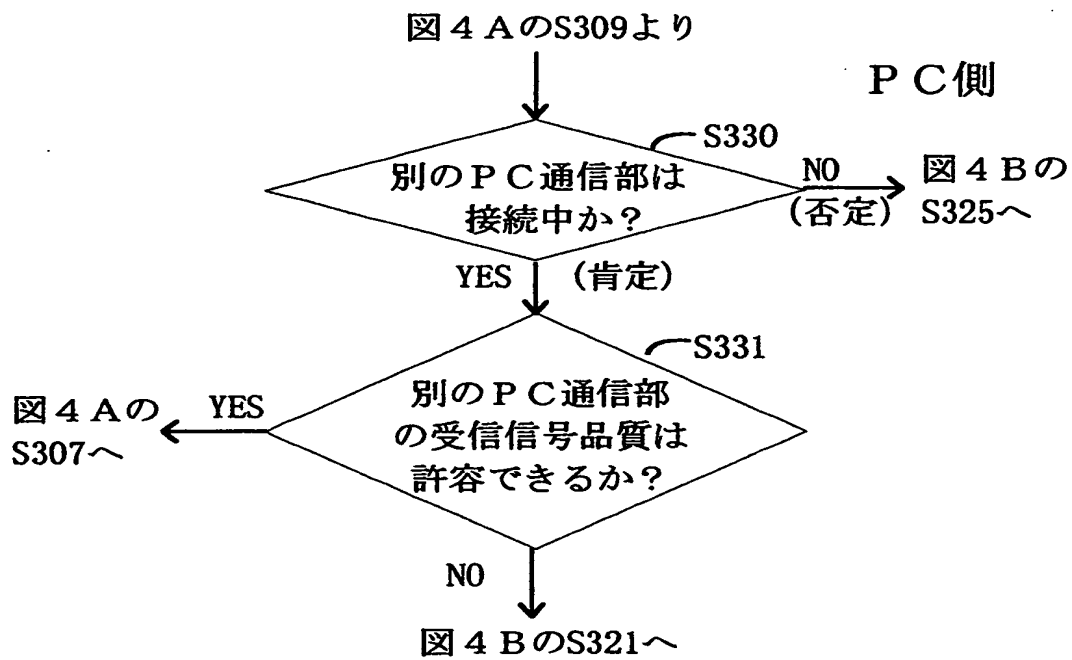 図4AのS309より
PC側
S330
別のPC通信部は
接続中か?
NO
(否定)
図4Bの
S325へ
YES (肯定)
S331
別のPC通信部
の受信信号品質は
許容できるか?
YES
図4Aの
S307へ
NO
図4BのS321へ